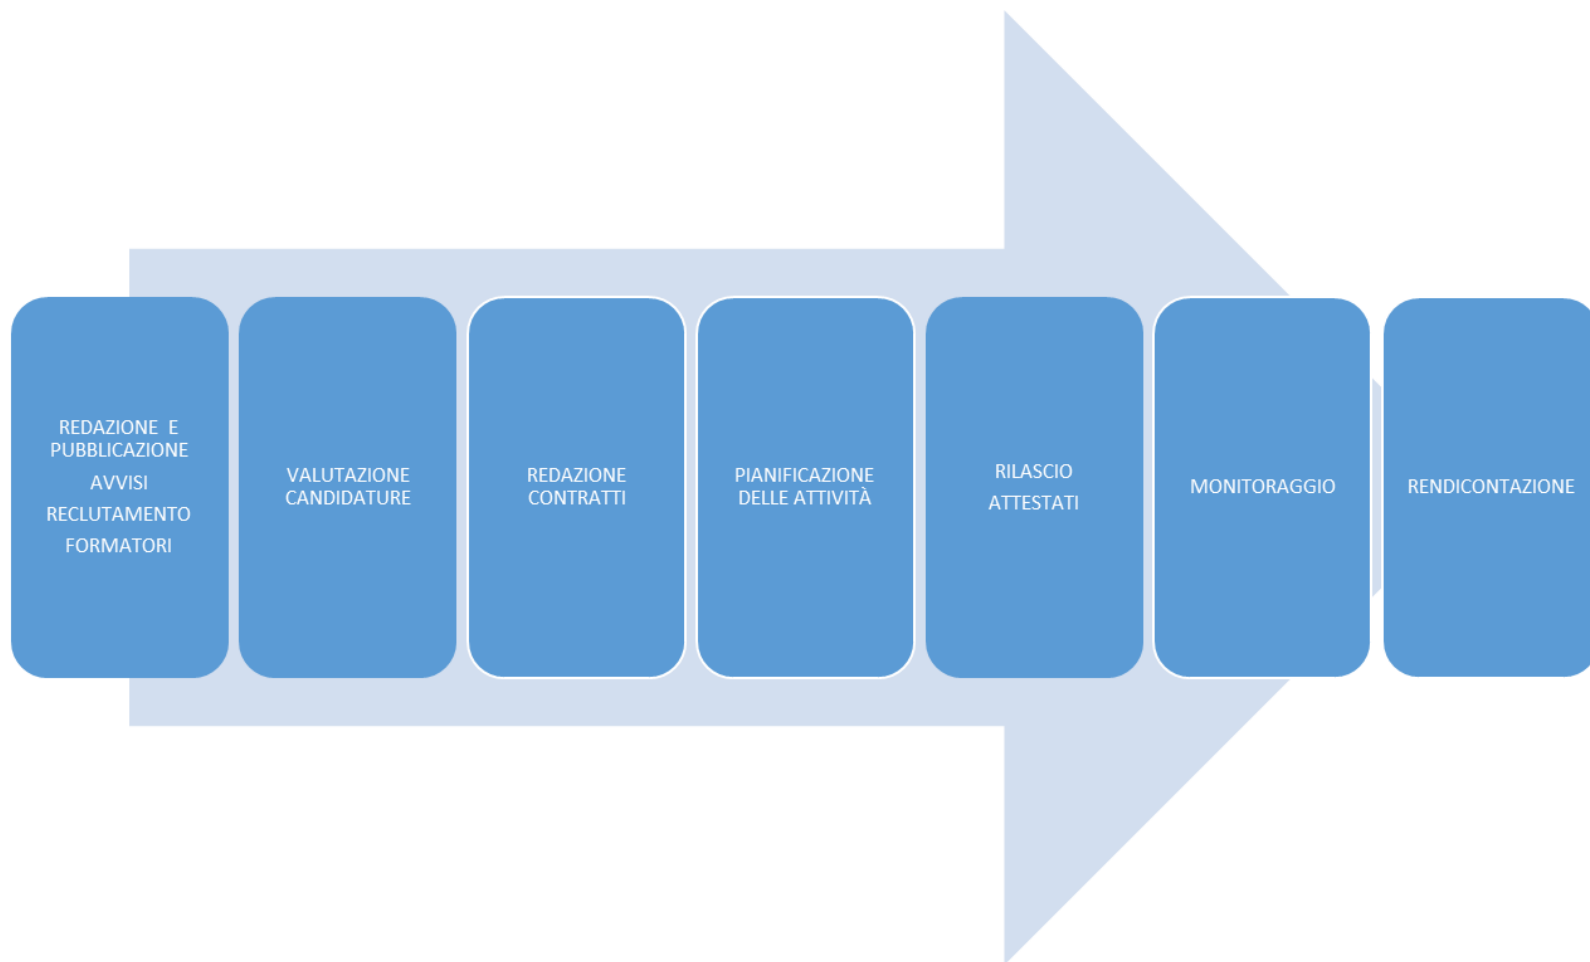 REDAZIONE E
PUBBLICAZIONE
AVVISI
RECLUTAMENTO
FORMATORI
VALUTAZIONE
CANDIDATURE
REDAZIONE
CONTRATTI
PIANIFICAZIONE
DELLE ATTIVITÀ
RILASCIO
ATTESTATI
MONITORAGGIO
RENDICONTAZIONE